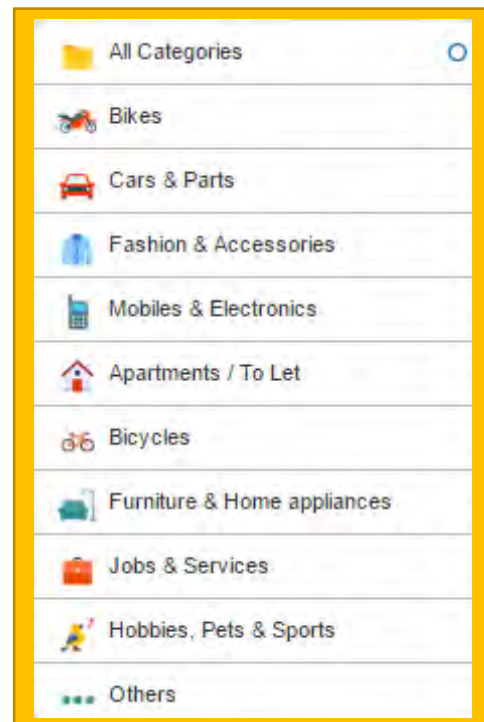 All Categories
Bikes
Cars & Parts
Fashion & Accessories
Mobiles & Electronics
Apartments / To Let
Bicycles
Furniture & Home appliances
Jobs & Services
Hobbies, Pets & Sports
Others